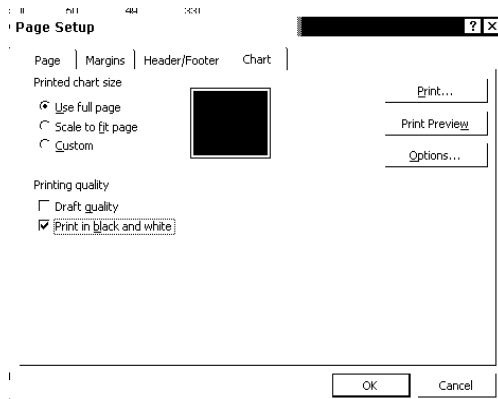 Page Setup ? X
Page Margins Header/Footer Chart
Printed chart size
Use full page
Scale to fit page
Custom
Print...
Print Preview
Options...
Printing quality
Draft quality
Print in black and white
OK Cancel